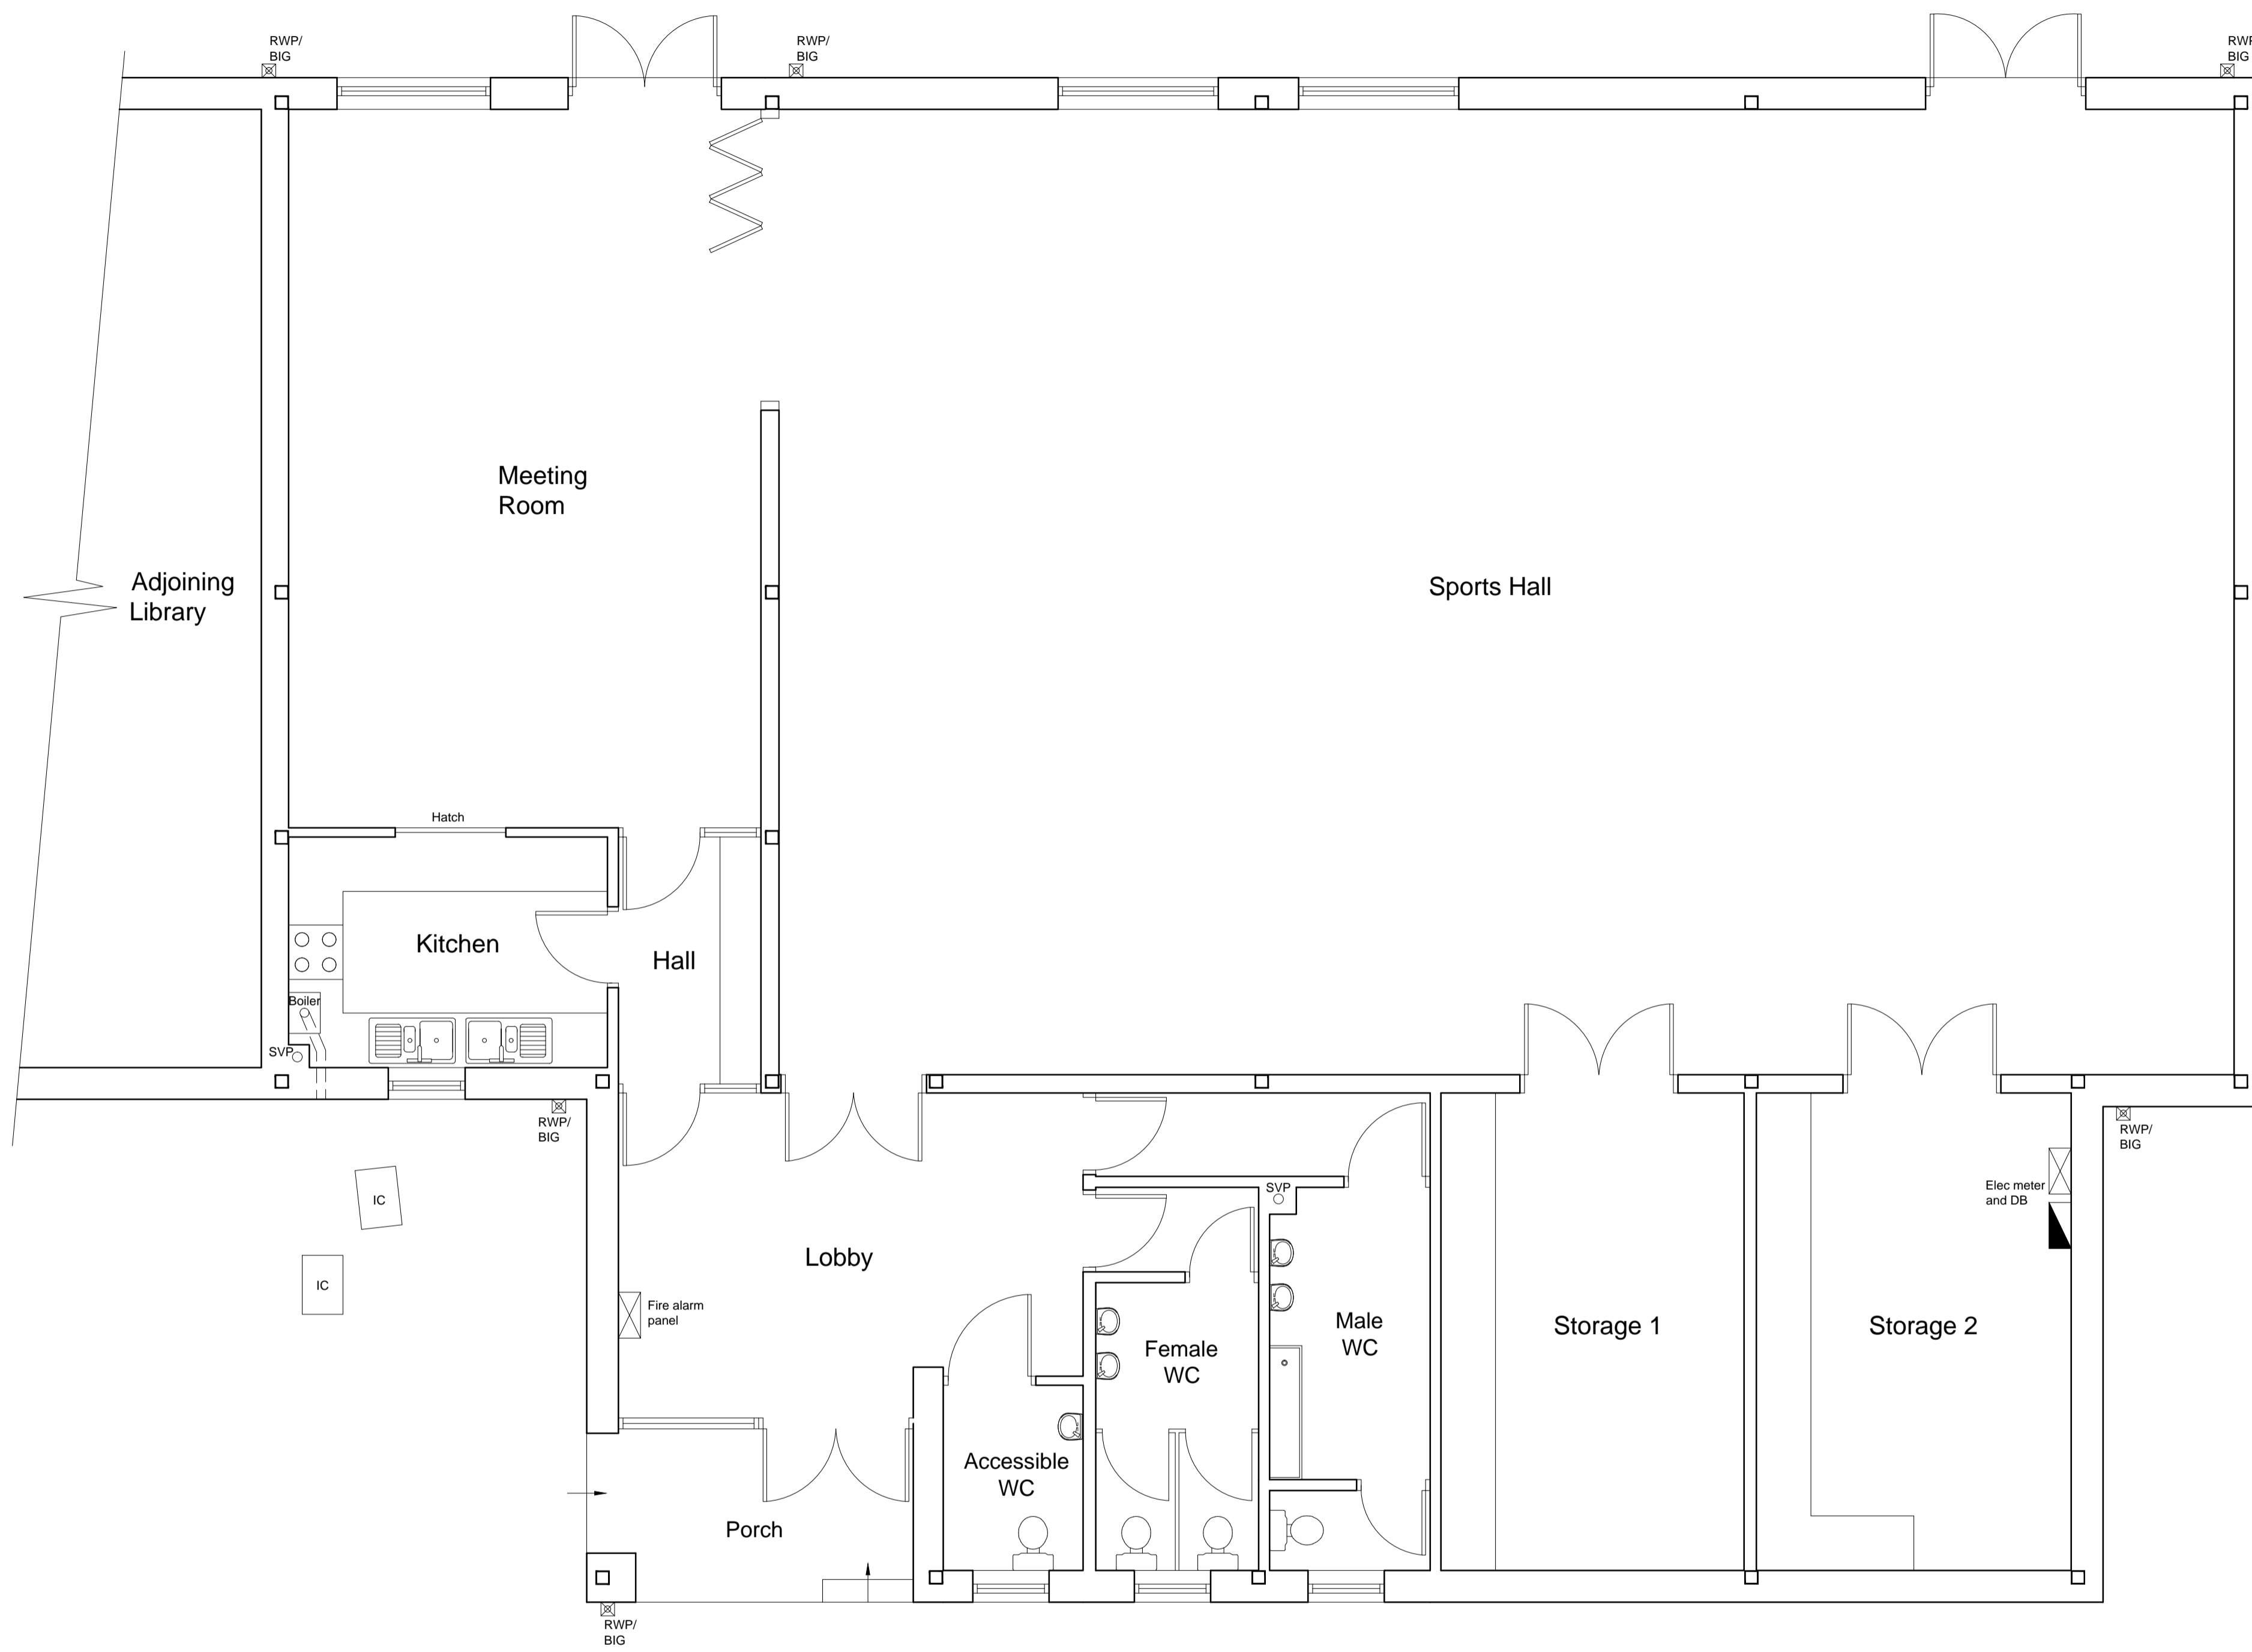 RWP/
BIG
RWP/
BIG
RWP
BIG
Meeting
Room
Adjoining
Library
Sports Hall
Hatch
Kitchen
Hall
Boiler
SVP
RWP/
BIG
RWP/
BIG
IC
SVP
Elec meter
and DB
Lobby
IC
Fire alarm
panel
Male
WC
Storage 1
Storage 2
Female
WC
Accessible
WC
Porch
RWP/
BIG